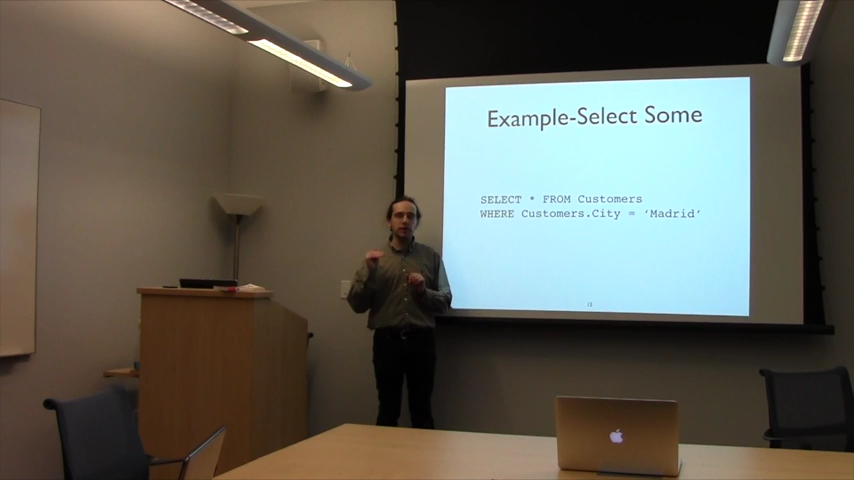 Example-Select Some
SELECT * FROM Customers
WHERE Customers.City = ‘Madrid’